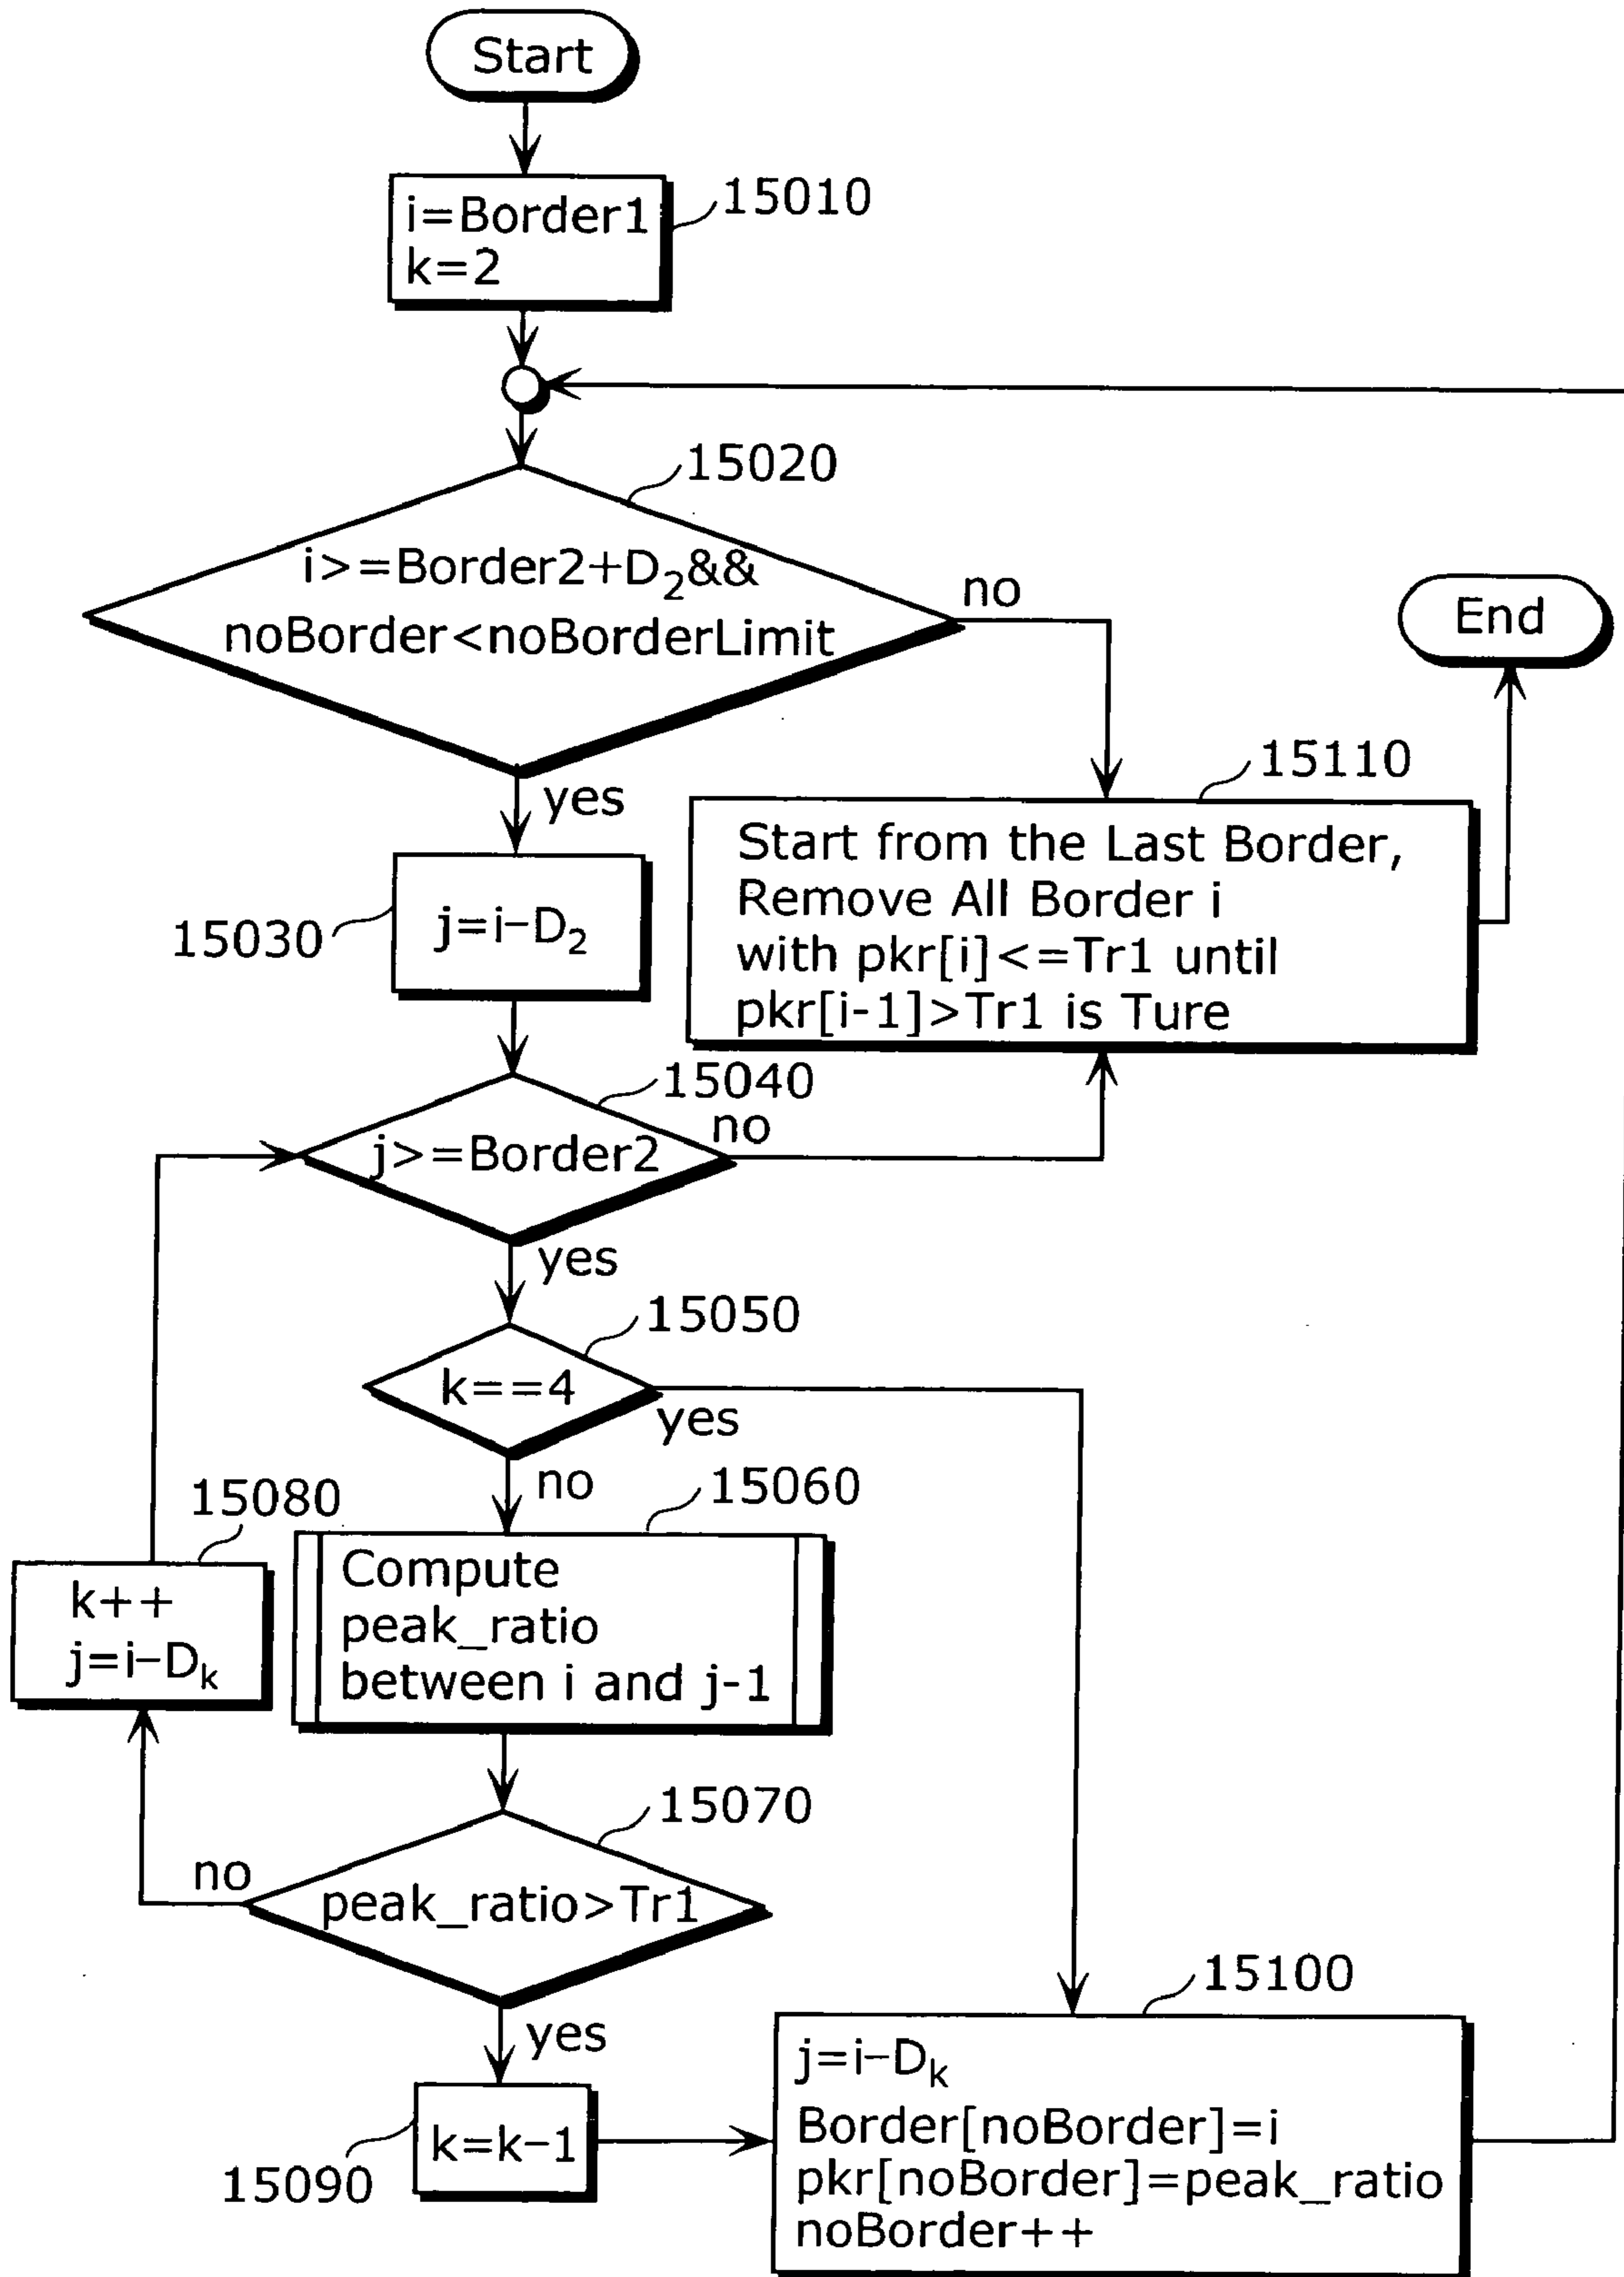 Start
i=Border1
k=2
15010
15020
i>=Border2+D₂&&
noBorder<noBorderLimit
no
yes
End
15110
Start from the Last Border,
Remove All Border i
with pkr[i]<=Tr1 until
pkr[i-1]>Tr1 is Ture
j=i−D₂
15030
15040
j>=Border2
no
yes
15050
k==4
yes
no
15060
Compute
peak_ratio
between i and j-1
15080
k++
j=i−Dₖ
15070
peak_ratio>Tr1
no
yes
15090
k=k−1
15100
j=i−Dₖ
Border[noBorder]=i
pkr[noBorder]=peak_ratio
noBorder++